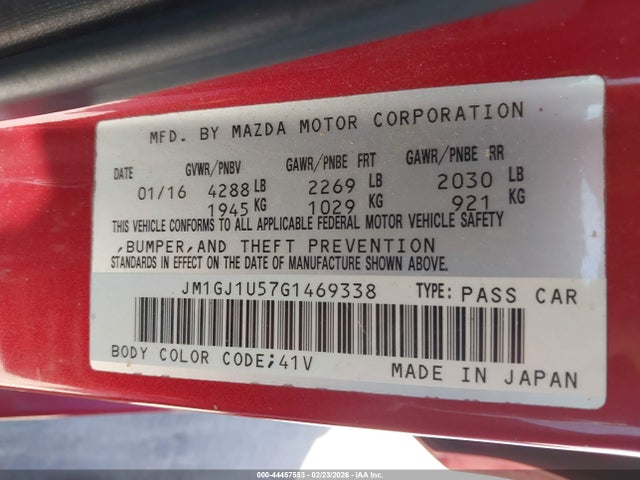 MFD. BY MAZDA MOTOR CORPORATION
DATE GVWR/PNBV GAWR/PNBE FRT GAWR/PNBE RR
01/16 4288 LB 2269 LB 2030 LB
1945 KG 1029 KG 921 KG
THIS VEHICLE CONFORMS TO ALL APPLICABLE FEDERAL MOTOR VEHICLE SAFETY
,BUMPER,AND THEFT PREVENTION
STANDARDS IN EFFECT ON THE DATE OF MANUFACTURE SHOWN ABOVE.
JM1GJ1U57G1469338 TYPE: PASS CAR
BODY COLOR CODE;41V MADE IN JAPAN
000-44457553 - 02/23/2026 - COPYRIGHT IAA, LLC